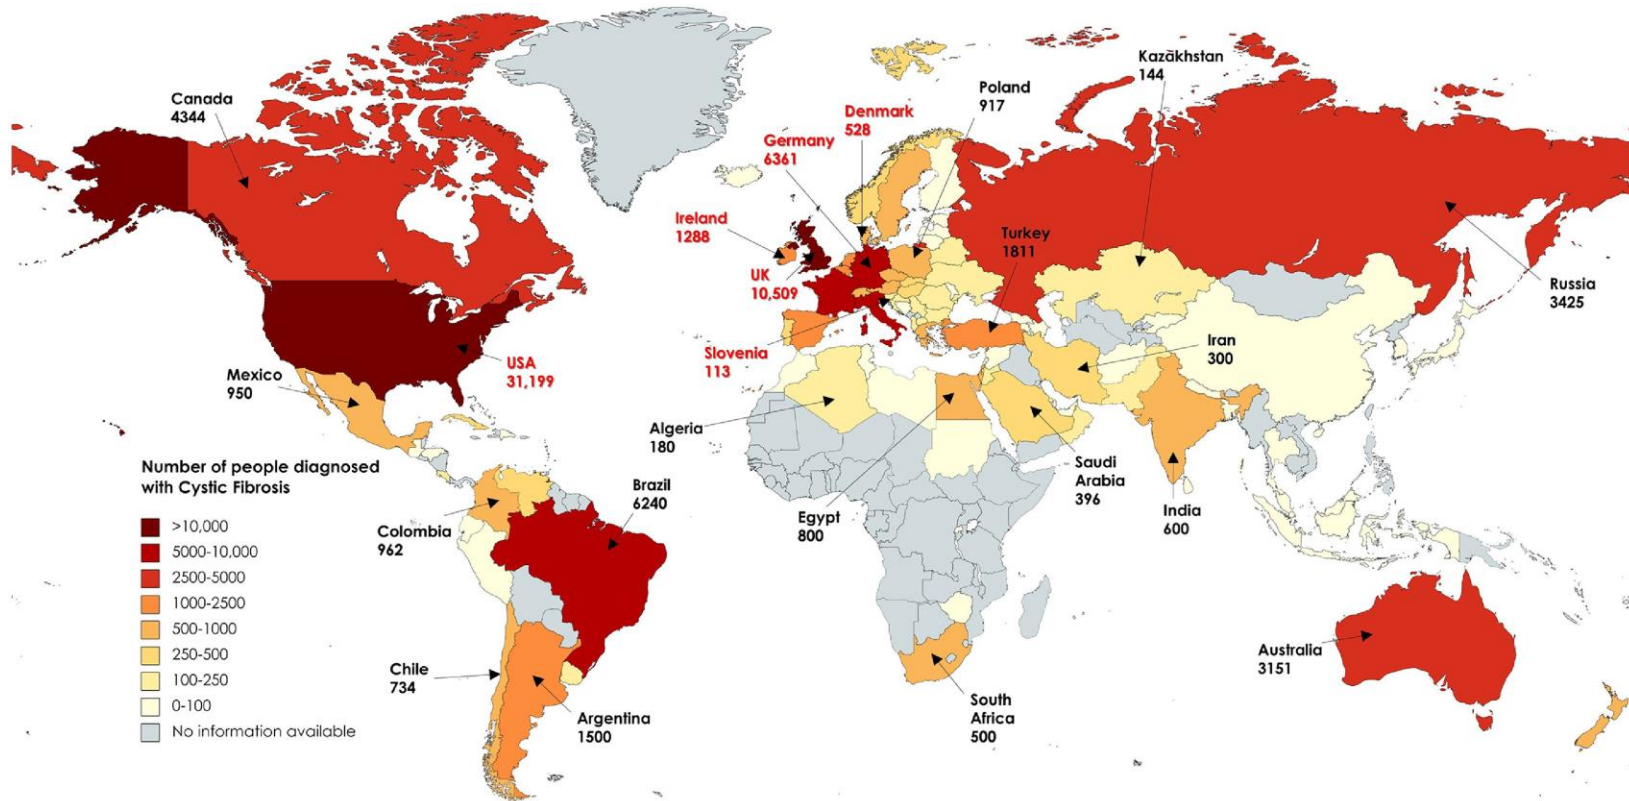 Canada
4344
Kazakhstan
144
Poland
917
Denmark
528
Germany
6361
Ireland
1288
UK
10,509
Turkey
1811
Russia
3425
Slovenia
113
Iran
300
USA
31,199
Mexico
950
Algeria
180
Saudi
Arabia
396
Egypt
800
India
600
Number of people diagnosed
with Cystic Fibrosis
>10,000
5000-10,000
2500-5000
1000-2500
500-1000
250-500
100-250
0-100
No information available
Brazil
6240
Colombia
962
Chile
734
Argentina
1500
South
Africa
500
Australia
3151